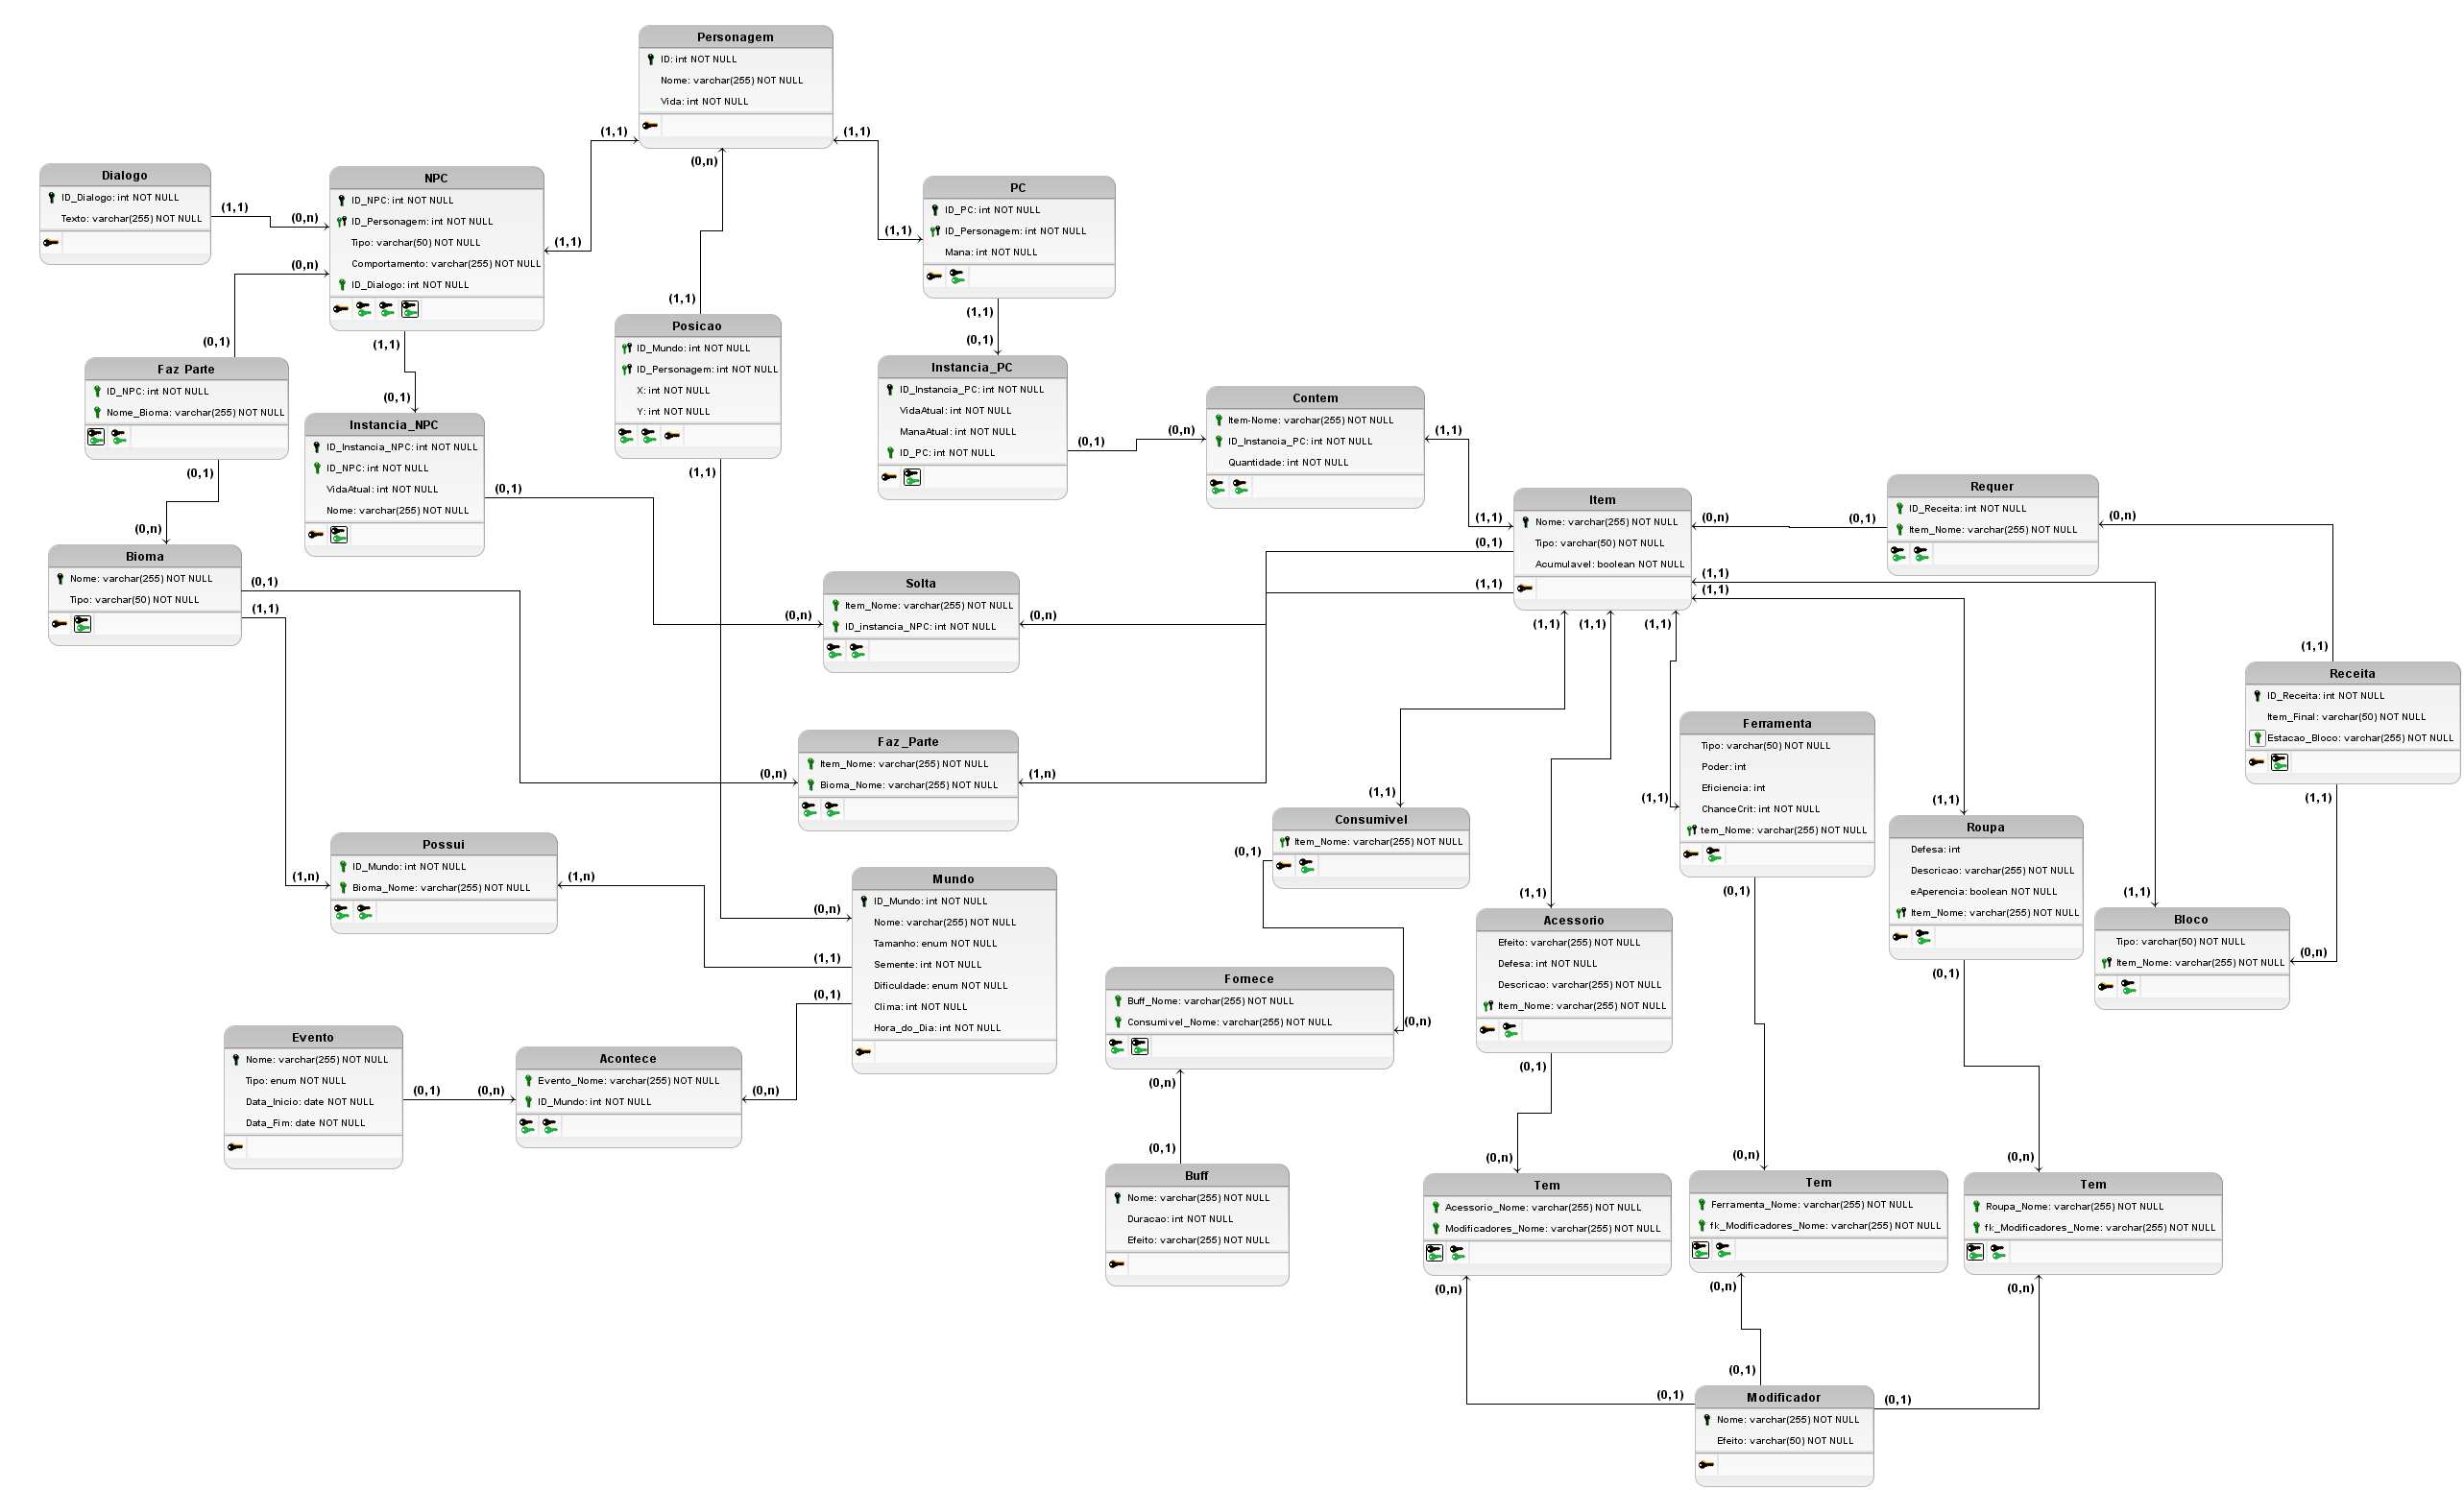 Personagem
ID: int NOT NULL
Nome: varchar(255) NOT NULL
Vida: int NOT NULL
(1,1)
(1,1)
(0,n)
Dialogo
ID_Dialogo: int NOT NULL
Texto: varchar(255) NOT NULL
(1,1)
(0,n)
NPC
ID_NPC: int NOT NULL
ID_Personagem: int NOT NULL
Tipo: varchar(50) NOT NULL
Comportamento: varchar(255) NOT NULL
ID_Dialogo: int NOT NULL
(1,1)
(0,n)
(1,1)
(0,1)
PC
ID_PC: int NOT NULL
ID_Personagem: int NOT NULL
Mana: int NOT NULL
(1,1)
(1,1)
(0,1)
Posicao
ID_Mundo: int NOT NULL
ID_Personagem: int NOT NULL
X: int NOT NULL
Y: int NOT NULL
(1,1)
(1,1)
Faz Parte
ID_NPC: int NOT NULL
Nome_Bioma: varchar(255) NOT NULL
(0,1)
(0,1)
(0,n)
Instancia_NPC
ID_Instancia_NPC: int NOT NULL
ID_NPC: int NOT NULL
VidaAtual: int NOT NULL
Nome: varchar(255) NOT NULL
(0,1)
Instancia_PC
ID_Instancia_PC: int NOT NULL
VidaAtual: int NOT NULL
ManaAtual: int NOT NULL
ID_PC: int NOT NULL
(0,1)
(0,n)
Contem
Item-Nome: varchar(255) NOT NULL
ID_Instancia_PC: int NOT NULL
Quantidade: int NOT NULL
(1,1)
(1,1)
Item
Nome: varchar(255) NOT NULL
Tipo: varchar(50) NOT NULL
Acumulavel: boolean NOT NULL
(0,n)
(0,1)
(0,1)
(1,1)
(1,1)
(1,1)
(1,1)
(1,1)
(1,1)
Requer
ID_Receita: int NOT NULL
Item_Nome: varchar(255) NOT NULL
(0,n)
(1,1)
Bioma
Nome: varchar(255) NOT NULL
Tipo: varchar(50) NOT NULL
(0,1)
(1,1)
Solta
Item_Nome: varchar(255) NOT NULL
ID_instancia_NPC: int NOT NULL
(0,n)
(0,n)
Receita
ID_Receita: int NOT NULL
Item_Final: varchar(50) NOT NULL
Estacao_Bloco: varchar(255) NOT NULL
(1,1)
Faz_Parte
Item_Nome: varchar(255) NOT NULL
Bioma_Nome: varchar(255) NOT NULL
(0,n)
(1,n)
Ferramenta
Tipo: varchar(50) NOT NULL
Poder: int
Eficiencia: int
ChanceCrit: int NOT NULL
tem_Nome: varchar(255) NOT NULL
(1,1)
(0,1)
Consumivel
Item_Nome: varchar(255) NOT NULL
(1,1)
(0,1)
Roupa
Defesa: int
Descricao: varchar(255) NOT NULL
eAperencia: boolean NOT NULL
Item_Nome: varchar(255) NOT NULL
(1,1)
(0,1)
Possui
ID_Mundo: int NOT NULL
Bioma_Nome: varchar(255) NOT NULL
(1,n)
(1,n)
Mundo
ID_Mundo: int NOT NULL
Nome: varchar(255) NOT NULL
Tamanho: enum NOT NULL
Semente: int NOT NULL
Dificuldade: enum NOT NULL
Clima: int NOT NULL
Hora_do_Dia: int NOT NULL
(0,n)
(1,1)
(0,1)
Acessorio
Efeito: varchar(255) NOT NULL
Defesa: int NOT NULL
Descricao: varchar(255) NOT NULL
Item_Nome: varchar(255) NOT NULL
(1,1)
(0,1)
Bloco
Tipo: varchar(50) NOT NULL
Item_Nome: varchar(255) NOT NULL
(1,1)
(0,n)
Fornece
Buff_Nome: varchar(255) NOT NULL
Consumivel_Nome: varchar(255) NOT NULL
(0,n)
(0,n)
Evento
Nome: varchar(255) NOT NULL
Tipo: enum NOT NULL
Data_Inicio: date NOT NULL
Data_Fim: date NOT NULL
(0,1)
(0,n)
Acontece
Evento_Nome: varchar(255) NOT NULL
ID_Mundo: int NOT NULL
(0,n)
(0,1)
Buff
Nome: varchar(255) NOT NULL
Duracao: int NOT NULL
Efeito: varchar(255) NOT NULL
(0,n)
Tem
Acessorio_Nome: varchar(255) NOT NULL
Modificadores_Nome: varchar(255) NOT NULL
(0,n)
(0,n)
Tem
Ferramenta_Nome: varchar(255) NOT NULL
fk_Modificadores_Nome: varchar(255) NOT NULL
(0,n)
(0,n)
Tem
Roupa_Nome: varchar(255) NOT NULL
fk_Modificadores_Nome: varchar(255) NOT NULL
(0,n)
(0,1)
(0,1)
(0,1)
Modificador
Nome: varchar(255) NOT NULL
Efeito: varchar(50) NOT NULL